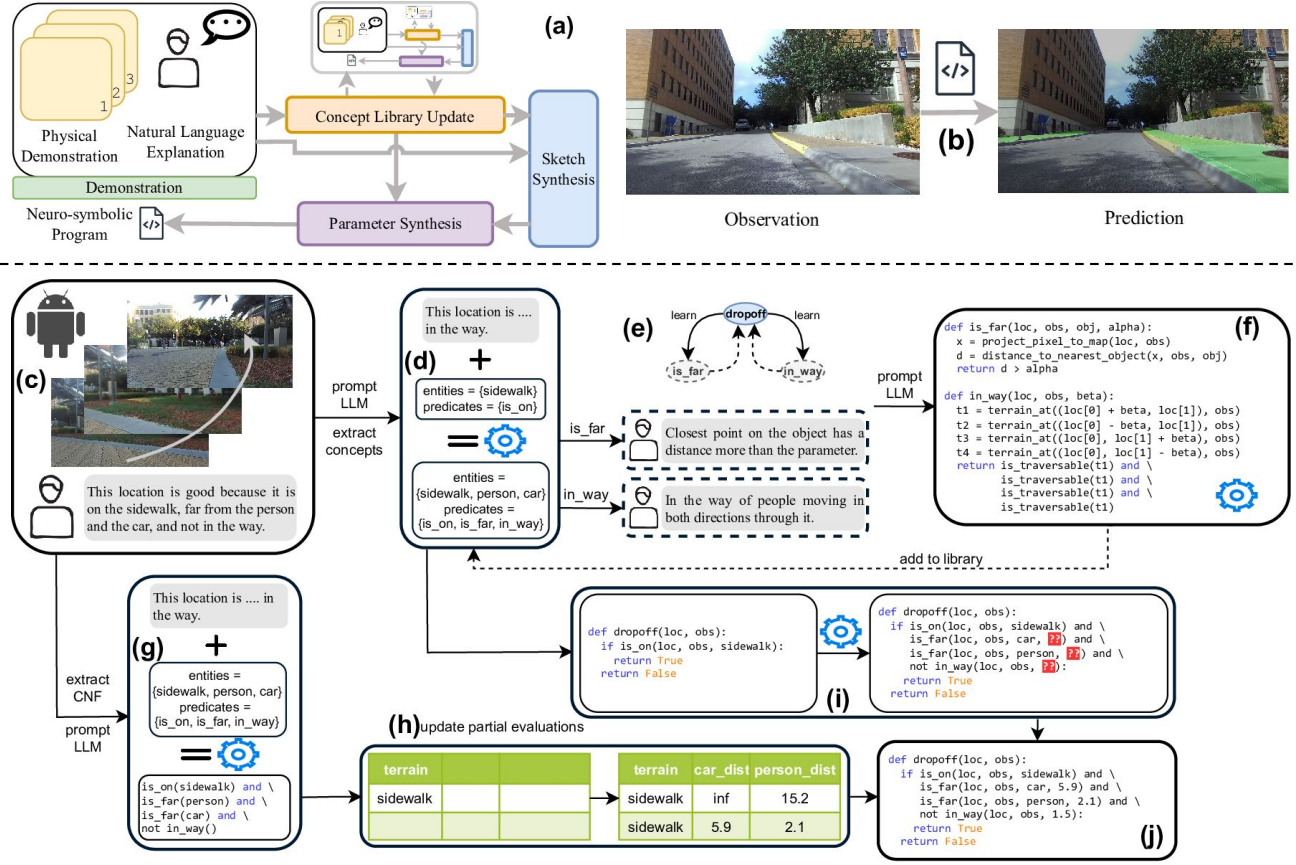 (a)
1
2
3
Physical
Demonstration
Natural Language
Explanation
Demonstration
Neuro-symbolic
Program
</>
1
Concept Library Update
Parameter Synthesis
Sketch
Synthesis
</>
(b)
Observation
Prediction
(c)
This location is good because it is
on the sidewalk, far from the person
and the car, and not in the way.
prompt
LLM
extract
concepts
This location is ....
in the way.
(d)
+
entities = {sidewalk}
predicates = {is_on}
=
entities =
{sidewalk, person, car}
predicates =
{is_on, is_far, in_way}
(e)
dropoff
learn
learn
is_far
in_way
is_far
Closest point on the object has a
distance more than the parameter.
in_way
In the way of people moving in
both directions through it.
prompt
LLM
(f)
def is_far(loc, obs, obj, alpha):
x = project_pixel_to_map(loc, obs)
d = distance_to_nearest_object(x, obs, obj)
return d > alpha
def in_way(loc, obs, beta):
t1 = terrain_at((loc[0] + beta, loc[1]), obs)
t2 = terrain_at((loc[0] - beta, loc[1]), obs)
t3 = terrain_at((loc[0], loc[1] + beta), obs)
t4 = terrain_at((loc[0], loc[1] - beta), obs)
return is_traversable(t1) and \
is_traversable(t1) and \
is_traversable(t1) and \
is_traversable(t1)
add to library
extract
CNF
prompt
LLM
This location is .... in
the way.
(g)
+
entities =
{sidewalk, person, car}
predicates =
{is_on, is_far, in_way}
=
is_on(sidewalk) and \
is_far(person) and \
is_far(car) and \
not in_way()
(h)
update partial evaluations
terrain
sidewalk
terrain car_dist person_dist
sidewalk inf 15.2
sidewalk 5.9 2.1
def dropoff(loc, obs):
if is_on(loc, obs, sidewalk):
return True
return False
(i)
def dropoff(loc, obs):
if is_on(loc, obs, sidewalk) and \
is_far(loc, obs, car, ??) and \
is_far(loc, obs, person, ??) and \
not in_way(loc, obs, ??):
return True
return False
def dropoff(loc, obs):
if is_on(loc, obs, sidewalk) and \
is_far(loc, obs, car, 5.9) and \
is_far(loc, obs, person, 2.1) and \
not in_way(loc, obs, 1.5):
return True
return False
(j)